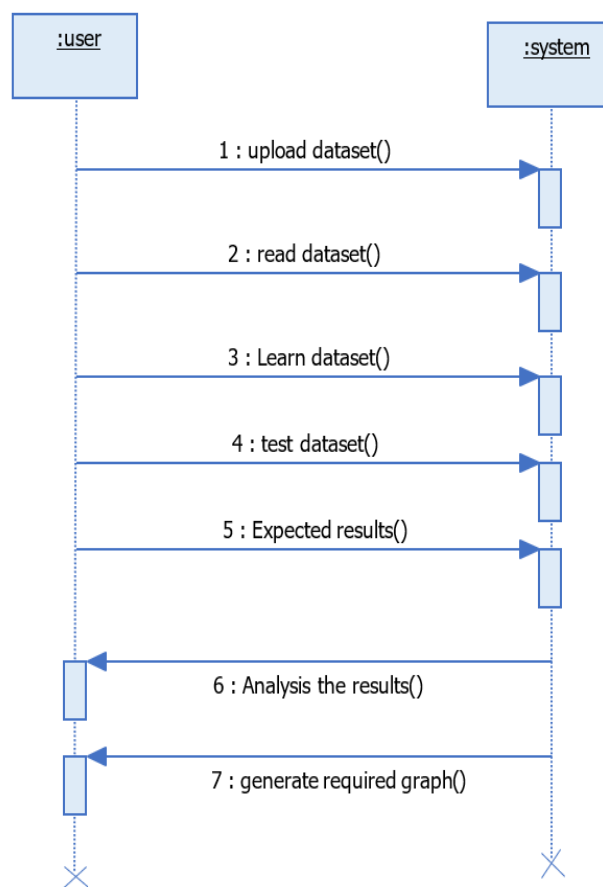 :user
:system
1 : upload dataset()
2 : read dataset()
3 : Learn dataset()
4 : test dataset()
5 : Expected results()
6 : Analysis the results()
7 : generate required graph()